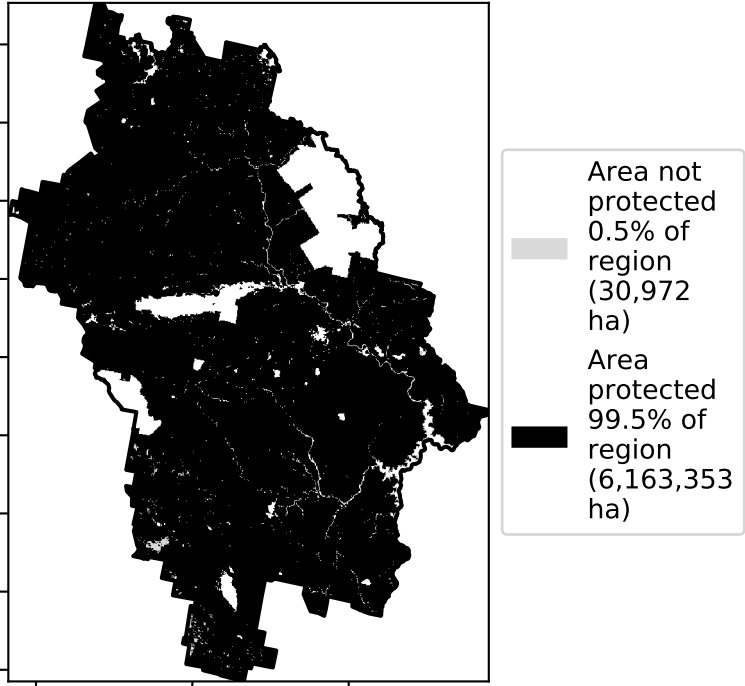 Area not
protected
0.5% of
region
(30,972
ha)
Area
protected
99.5% of
region
(6,163,353
ha)